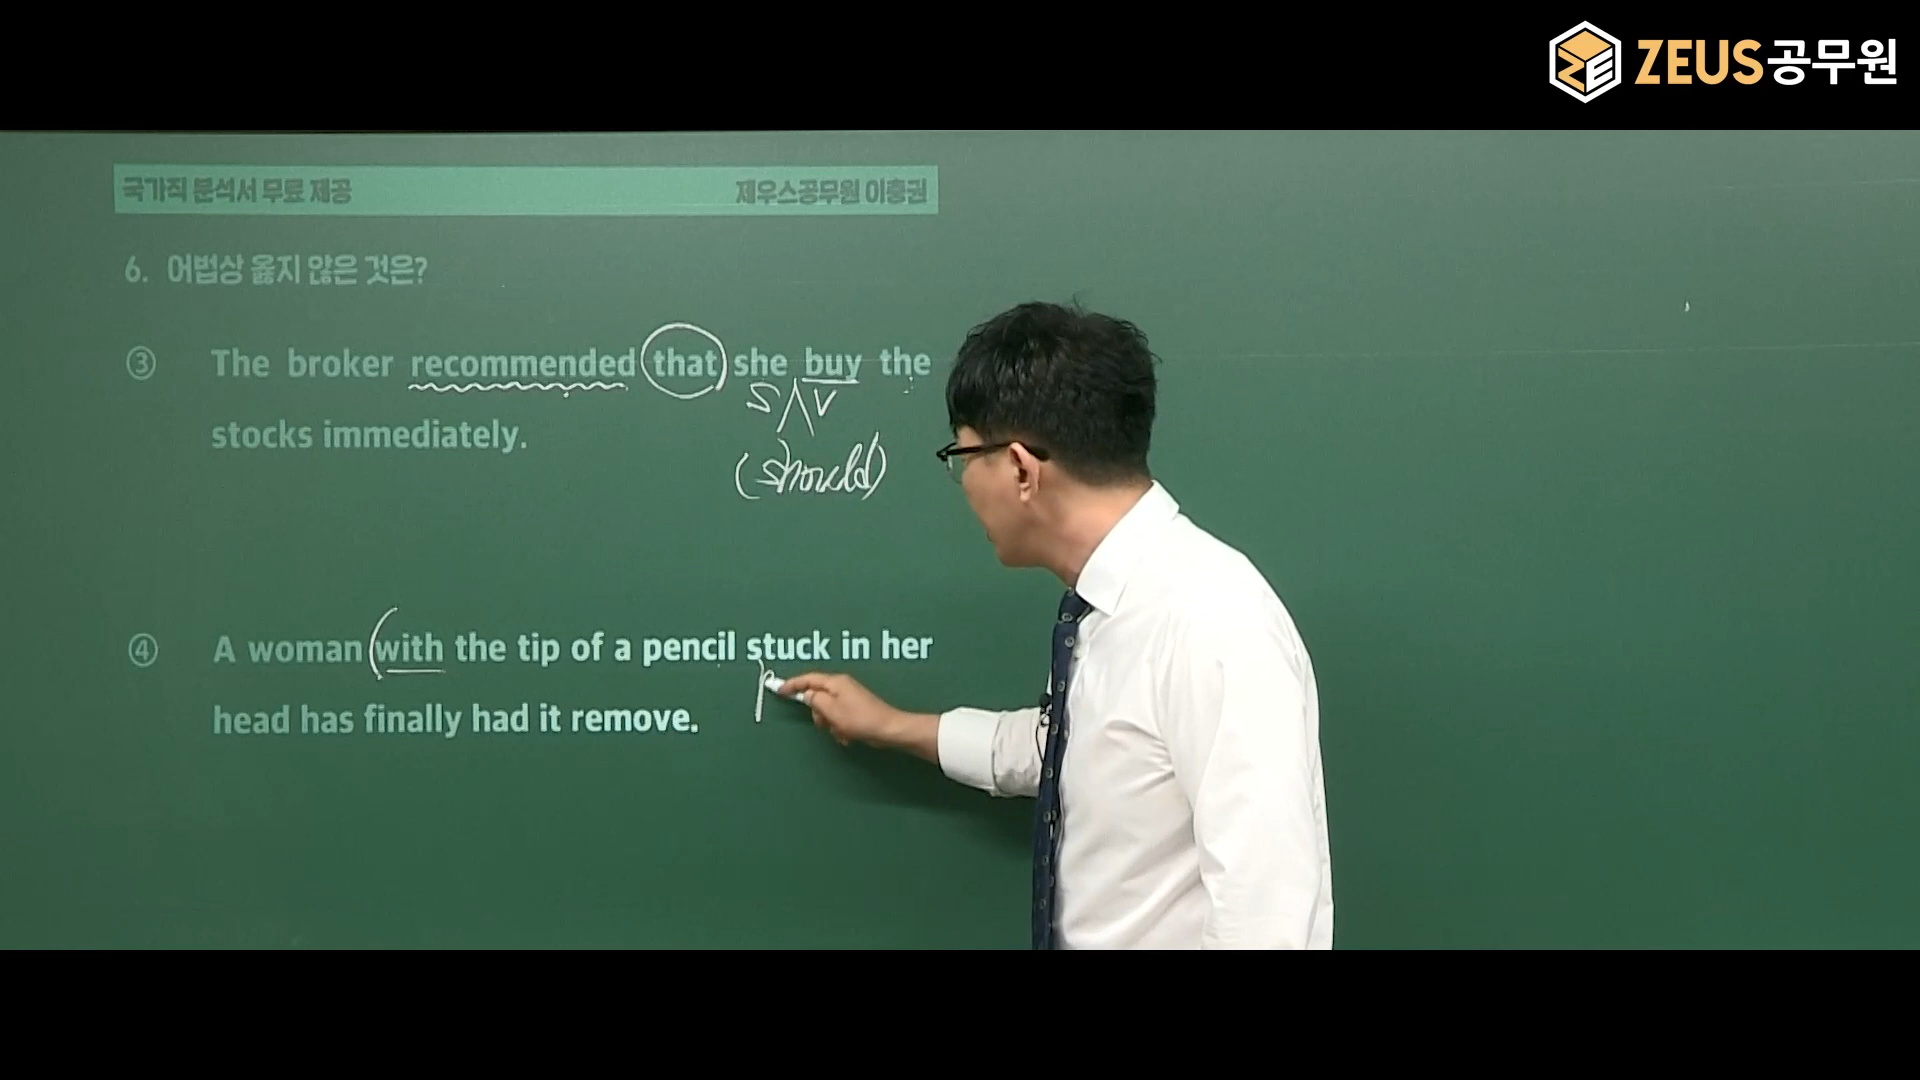 ZEUS공무원
국가직 분석서 무료 제공 제우스공무원 이충권
6. 어법상 옳지 않은 것은?
③ The broker recommended that she buy the
S V
stocks immediately.
(should)
④ A woman (with the tip of a pencil stuck in her
p
head has finally had it remove.